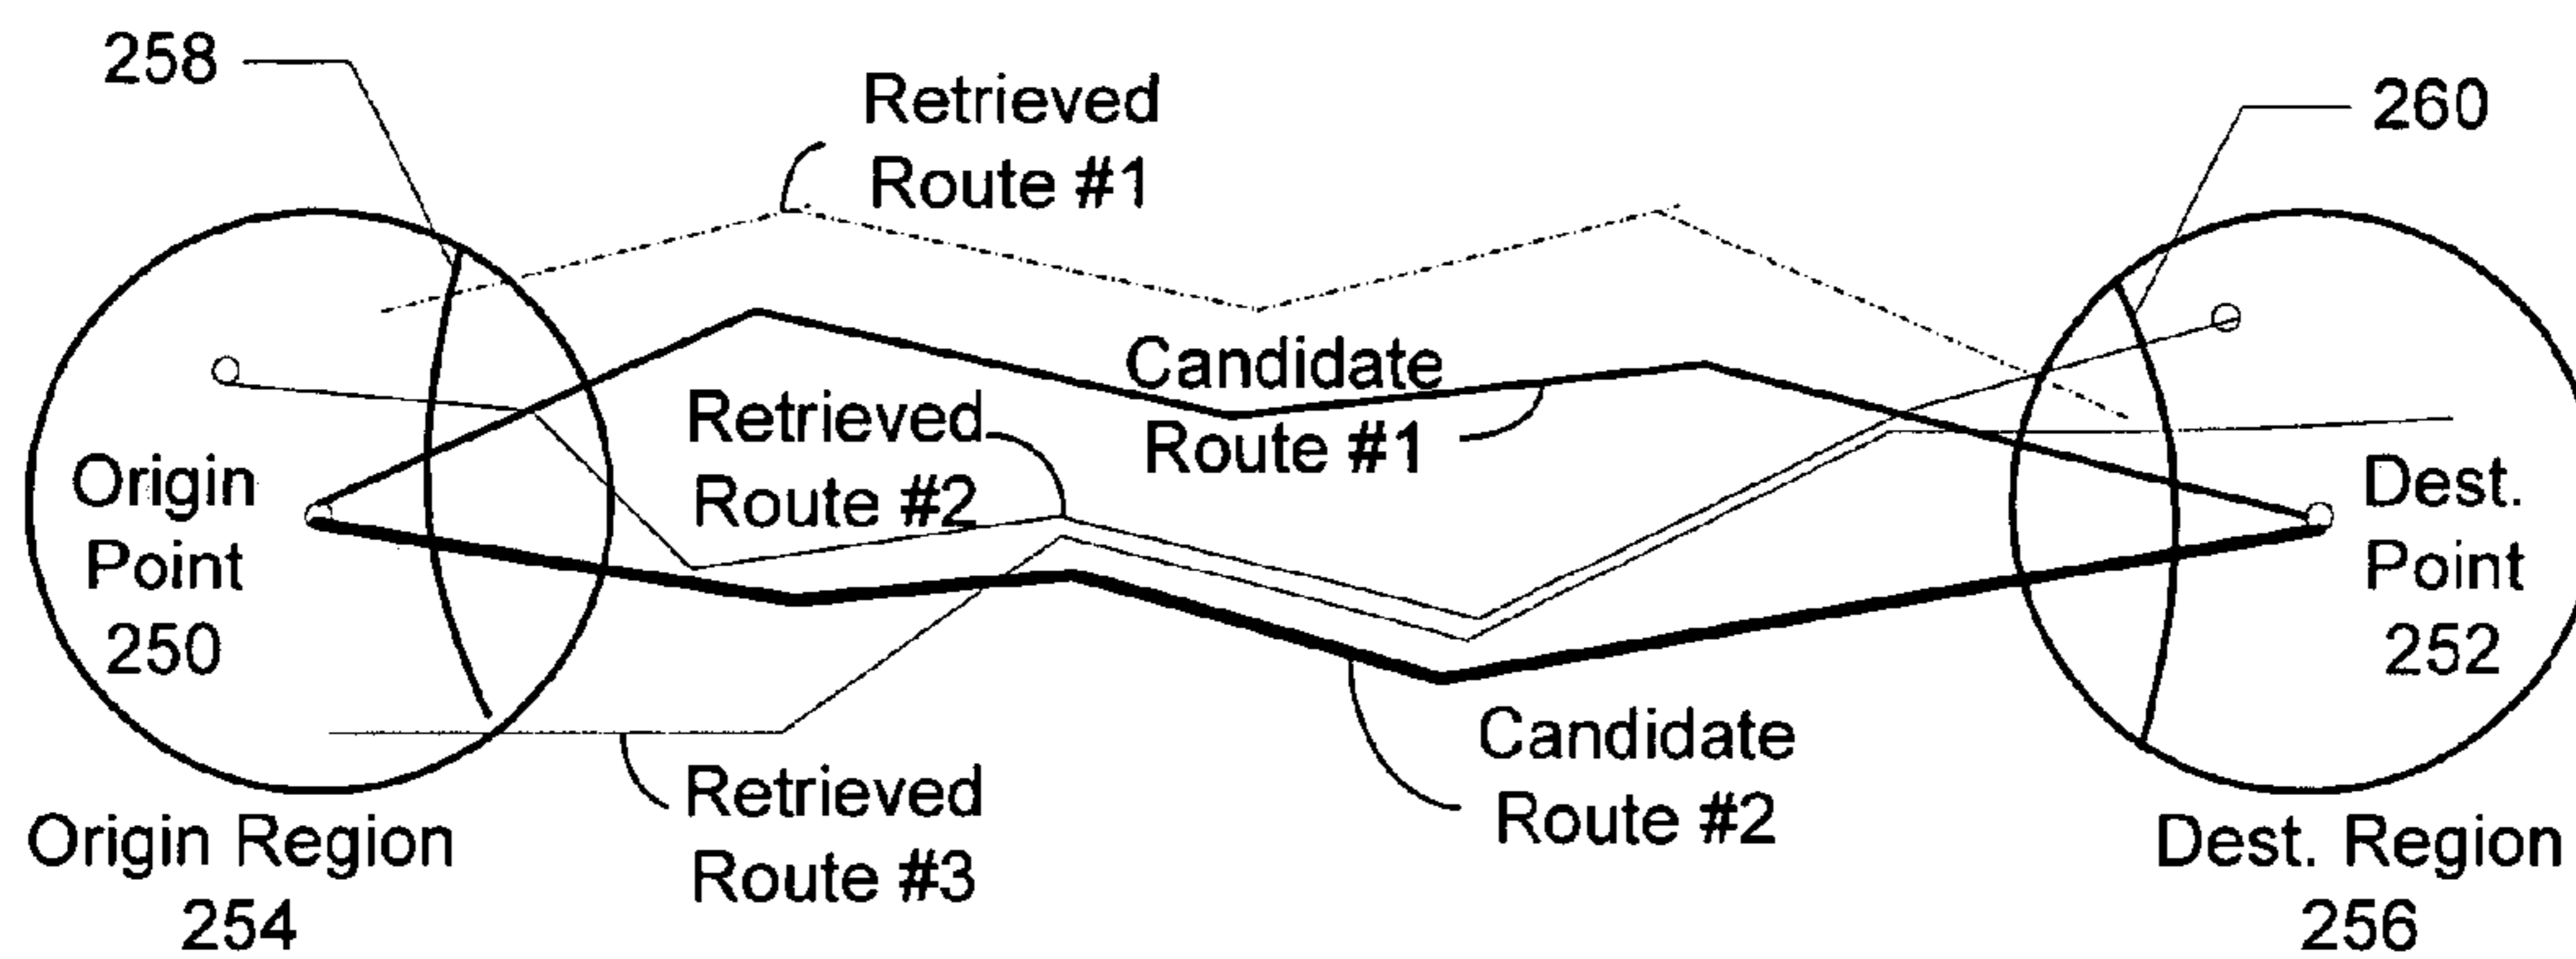 258
Retrieved
Route #1
260
Candidate
Route #1
Retrieved
Route #2
Origin
Point
250
Dest.
Point
252
Retrieved
Route #3
Candidate
Route #2
Origin Region
254
Dest. Region
256